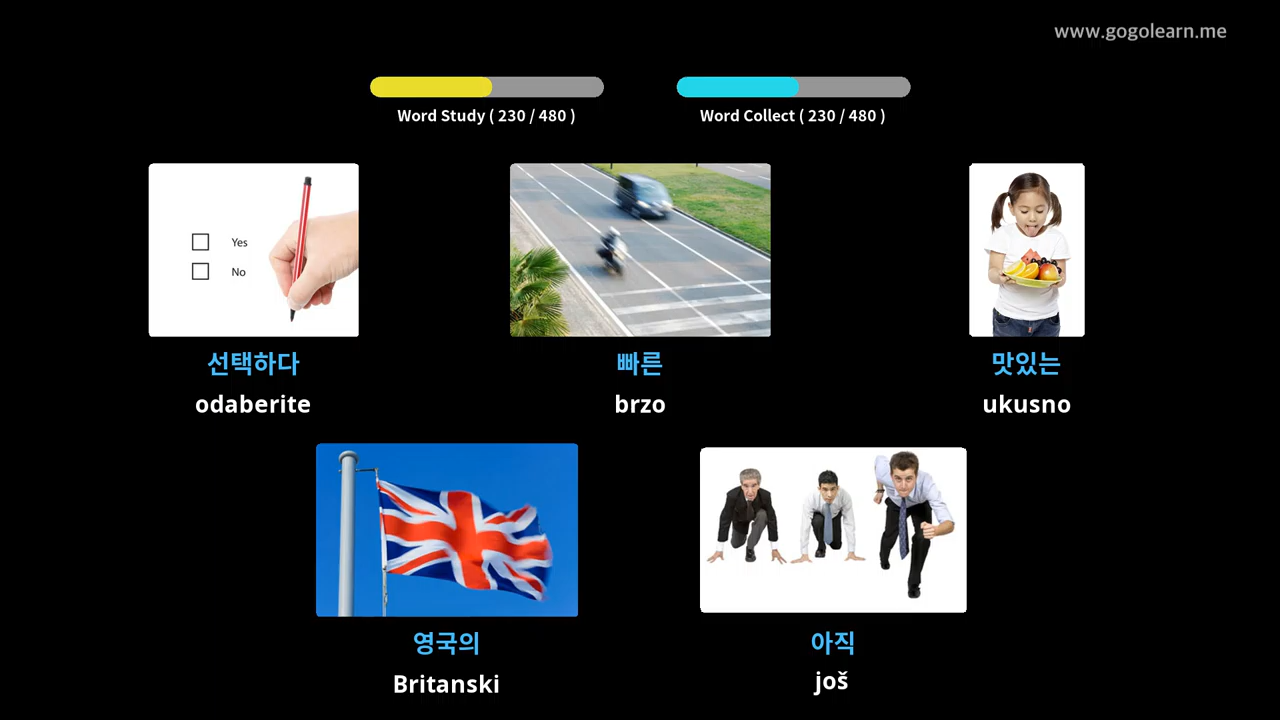 www.gogolearn.me
Word Study ( 230 / 480 )
Word Collect ( 230 / 480 )
Yes
No
선택하다
odaberite
빠른
brzo
맛있는
ukusno
영국의
Britanski
아직
još